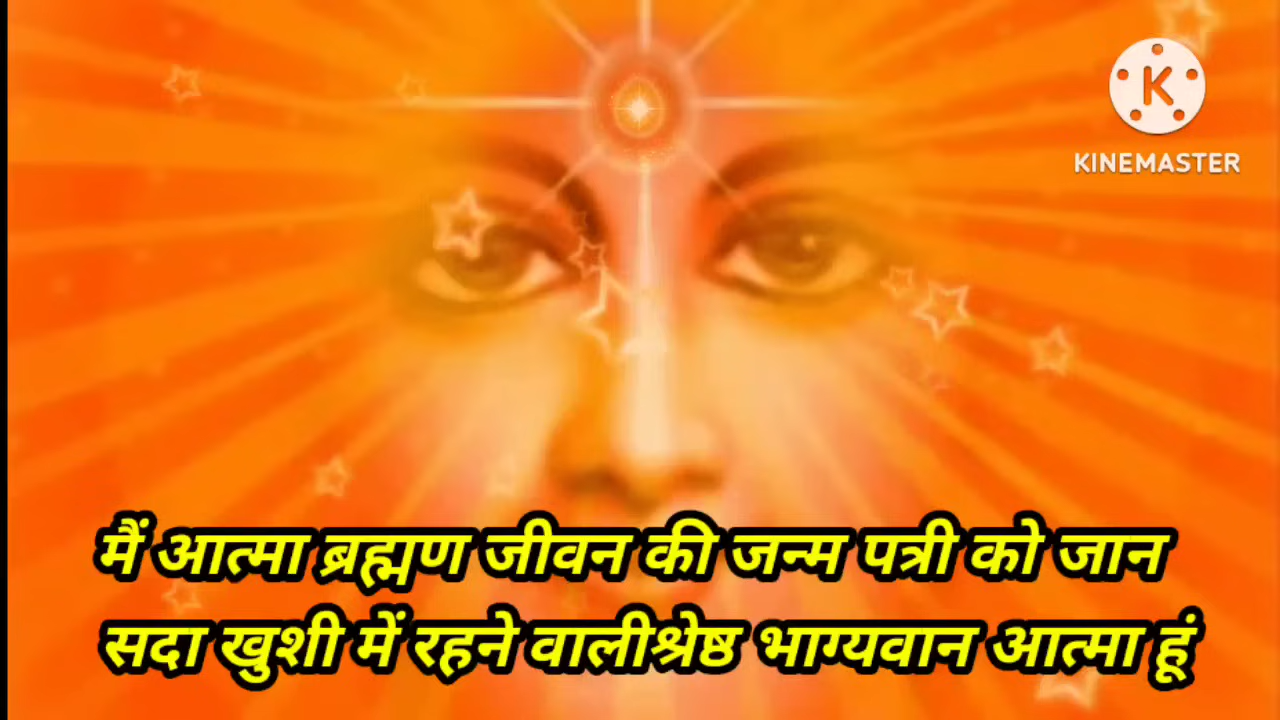 K
KINEMASTER
मैं आत्मा ब्रह्मण जीवन की जन्म पत्री को जान
सदा खुशी में रहने वालीश्रेष्ठ भाग्यवान आत्मा हूं